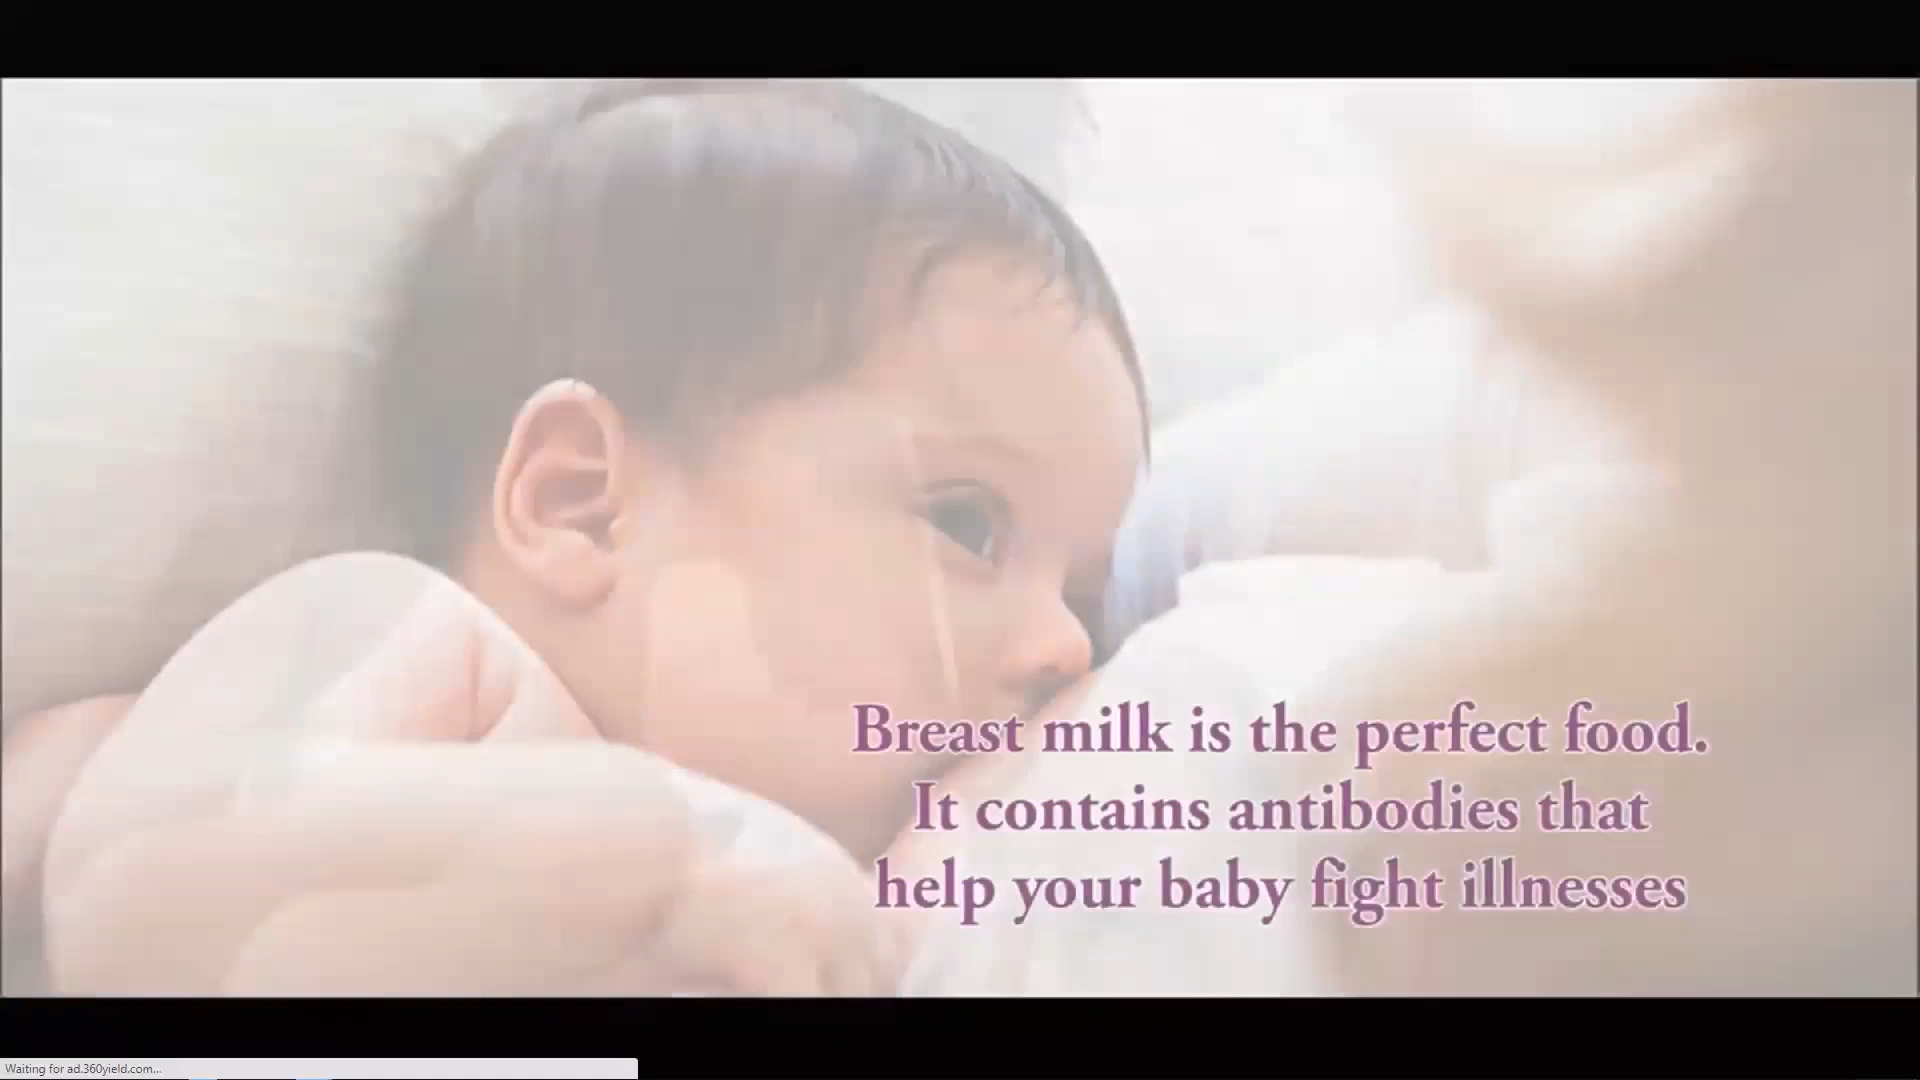 Breast milk is the perfect food.
It contains antibodies that
help your baby fight illnesses
Waiting for ad.360yield.com...